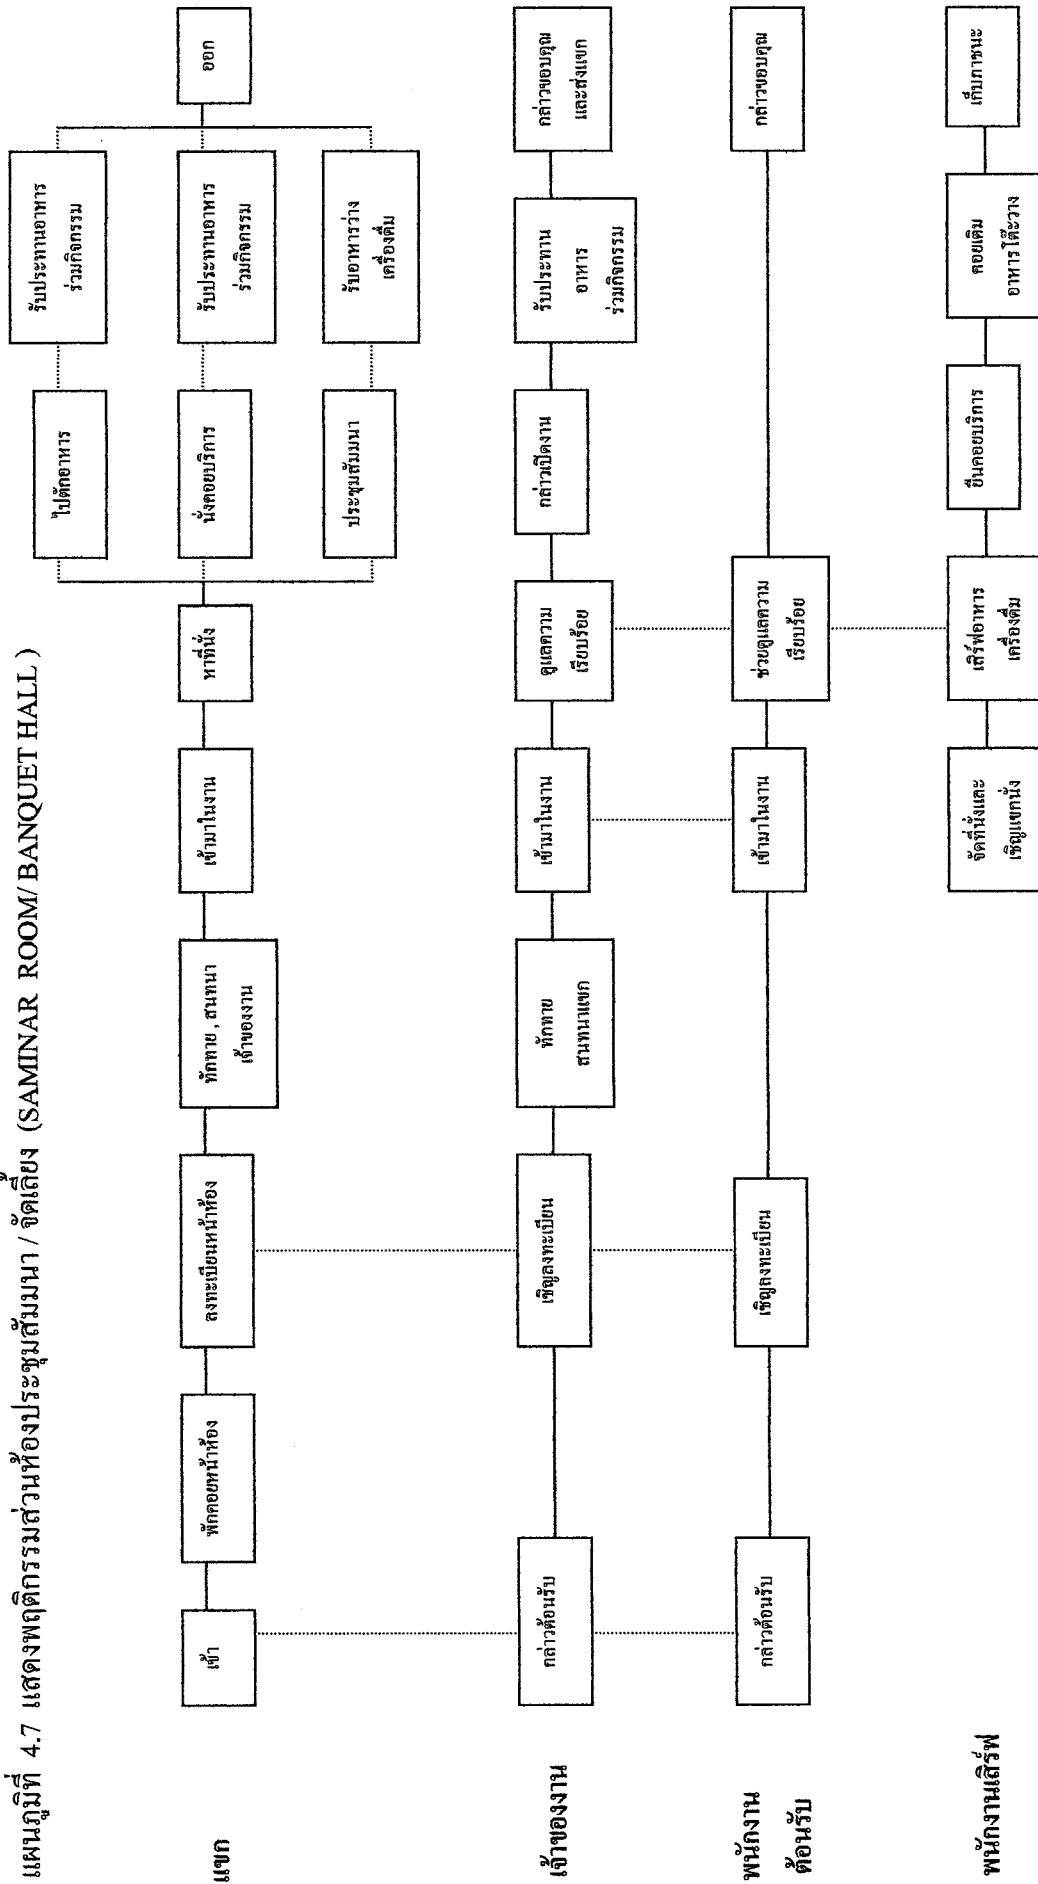 แผนภูมิที่ 4.7 แสดงพฤติกรรมส่วนห้องประชุมสัมมนา / จัดเลี้ยง (SAMINAR ROOM/ BANQUET HALL )
แขก
เข้า
พักคอยหน้าห้อง
ลงทะเบียนหน้าห้อง
ทักทาย , สนทนา
เจ้าของงาน
เข้ามาในงาน
หาที่นั่ง
ไปตักอาหาร
รับประทานอาหาร
ร่วมกิจกรรม
นั่งคอยบริการ
รับประทานอาหาร
ร่วมกิจกรรม
ประชุมสัมมนา
รับอาหารว่าง
เครื่องดื่ม
ออก
เจ้าของงาน
กล่าวต้อนรับ
เชิญลงทะเบียน
ทักทาย
สนทนาแขก
เข้ามาในงาน
ดูแลความ
เรียบร้อย
กล่าวเปิดงาน
รับประทาน
อาหาร
ร่วมกิจกรรม
กล่าวขอบคุณ
และส่งแขก
พนักงาน
ต้อนรับ
กล่าวต้อนรับ
เชิญลงทะเบียน
เข้ามาในงาน
ช่วยดูแลความ
เรียบร้อย
กล่าวขอบคุณ
พนักงานเสิร์ฟ
จัดที่นั่งและ
เชิญแขกนั่ง
เสิร์ฟอาหาร
เครื่องดื่ม
ยืนคอยบริการ
คอยเติม
อาหารโต๊ะวาง
เก็บภาชนะ